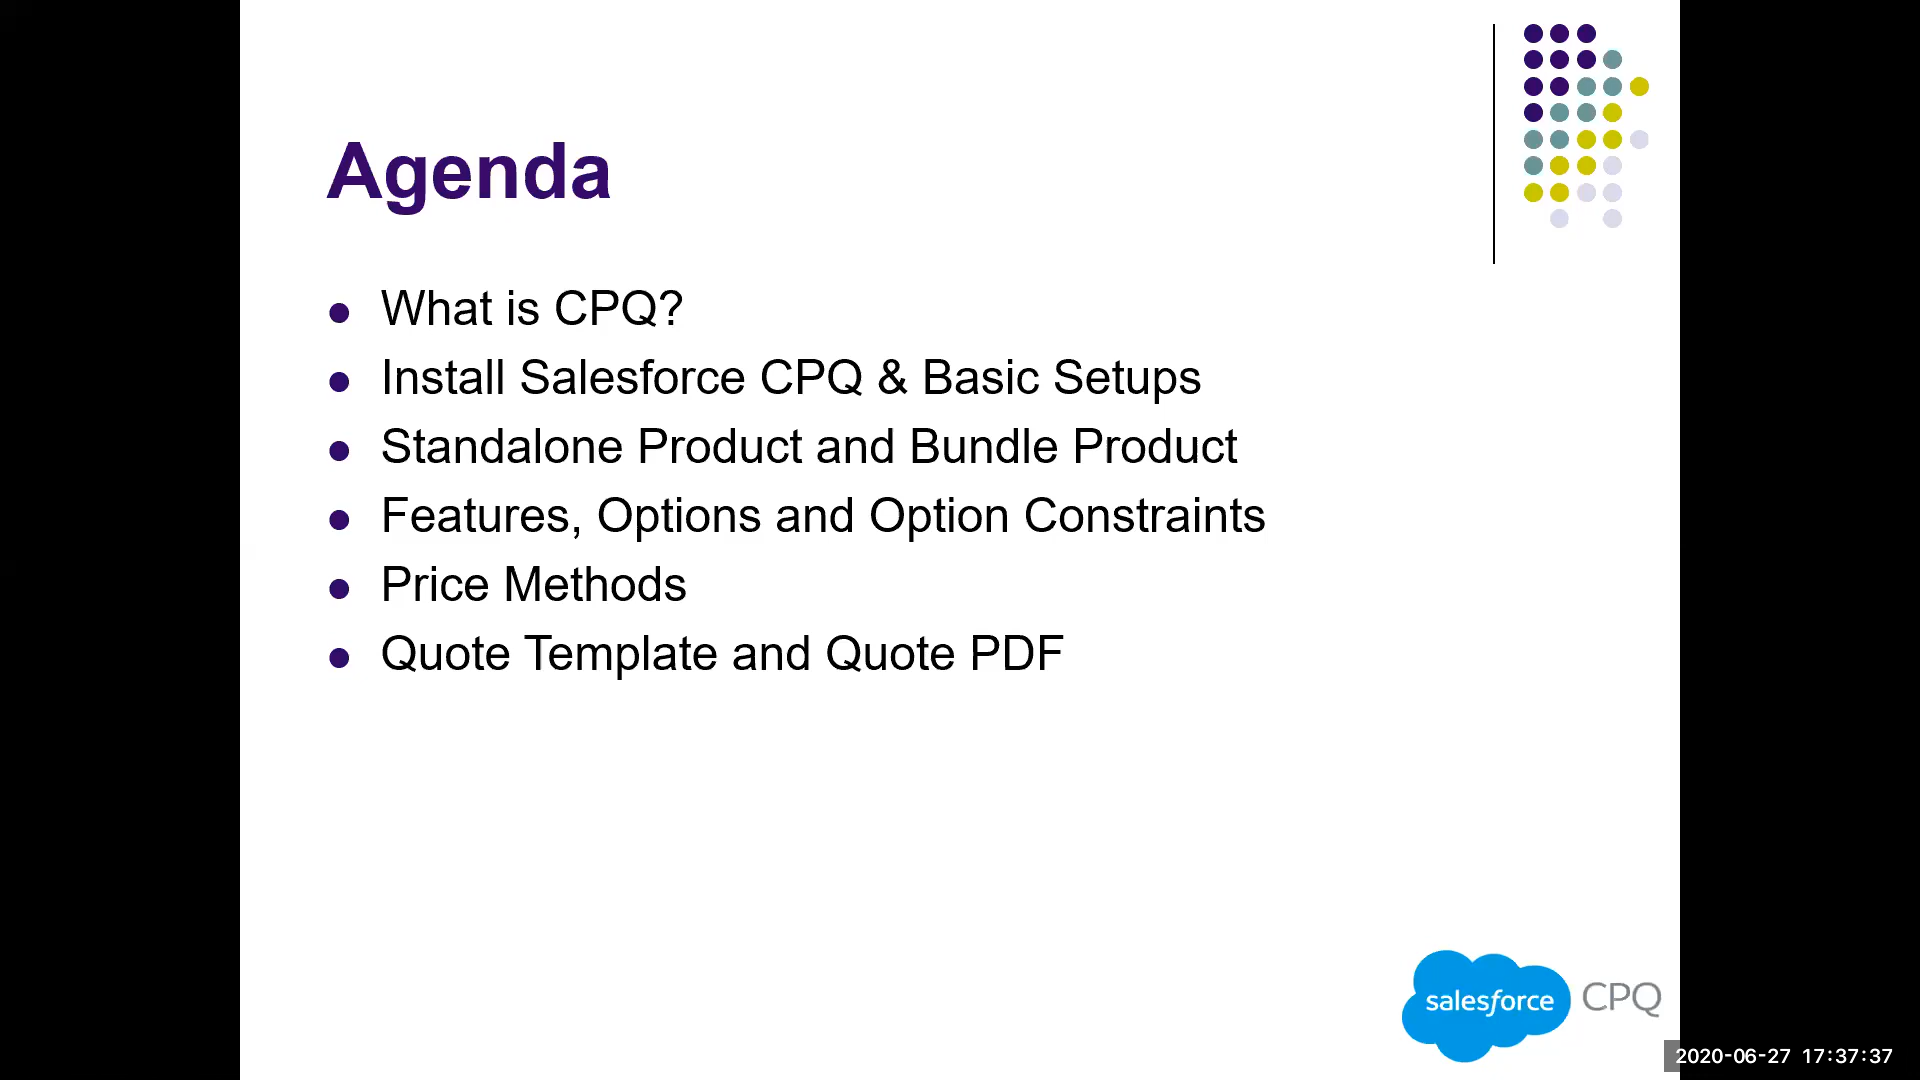 Agenda
What is CPQ?
Install Salesforce CPQ & Basic Setups
Standalone Product and Bundle Product
Features, Options and Option Constraints
Price Methods
Quote Template and Quote PDF
salesforce CPQ
2020-06-27 17:37:37